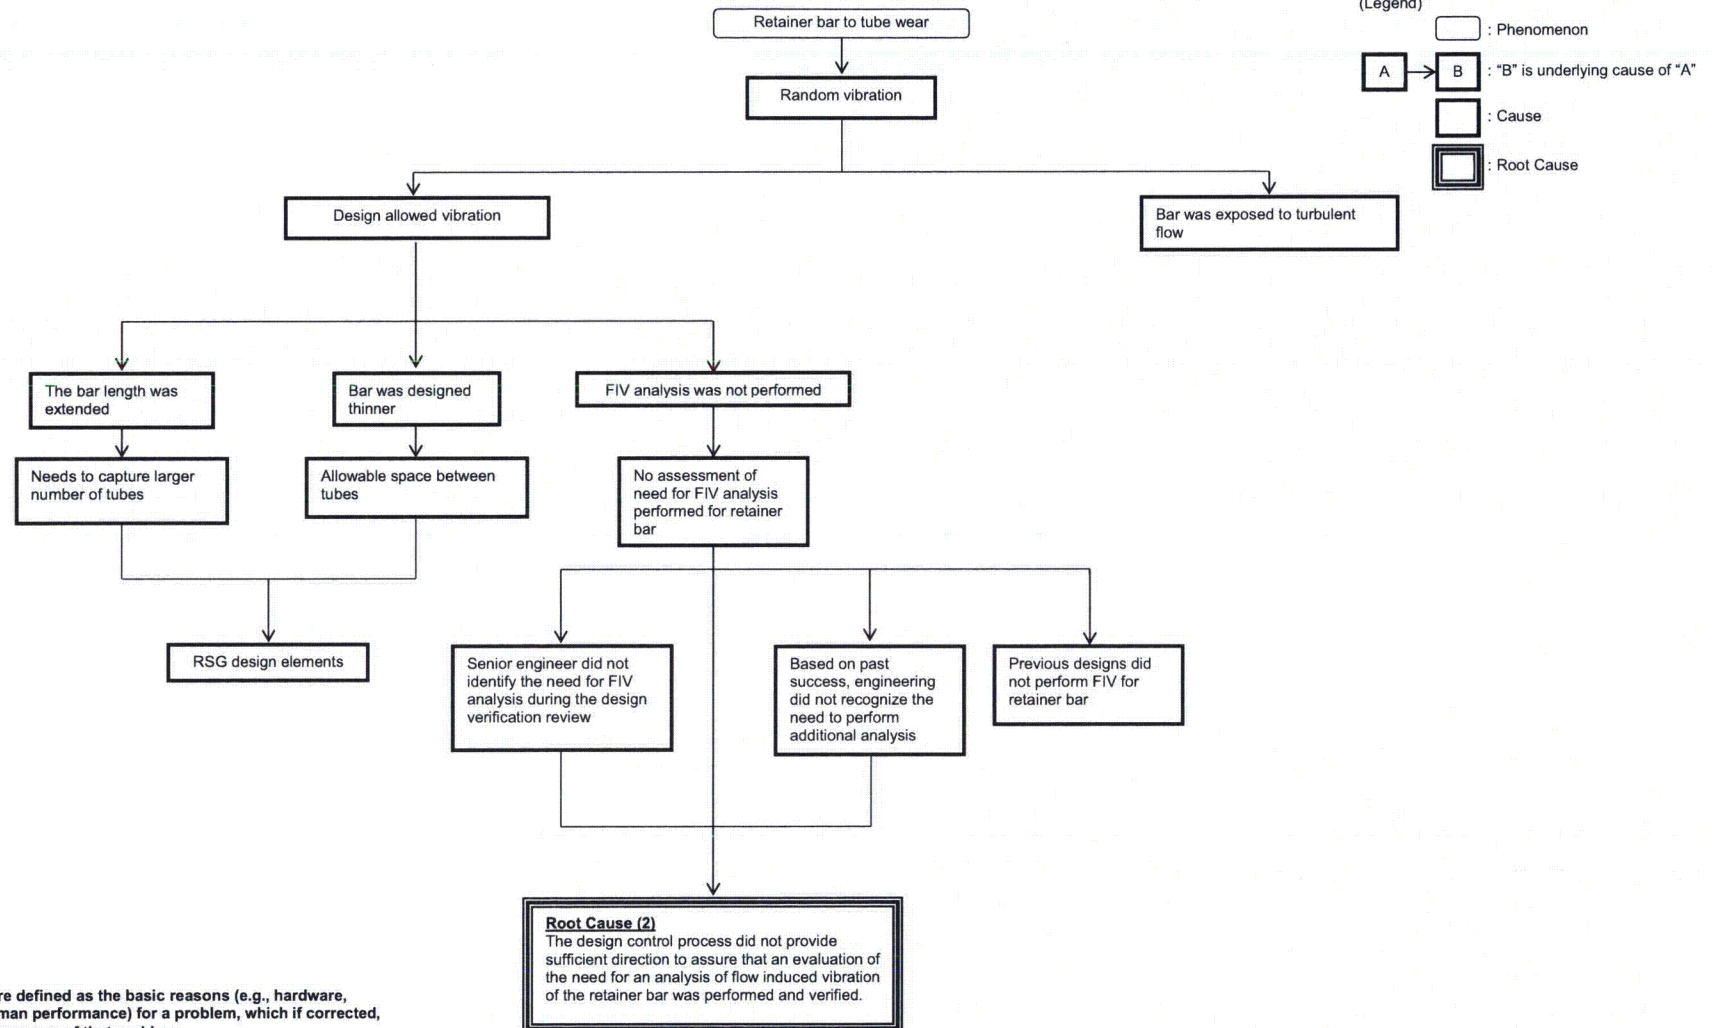 (Legend)
Retainer bar to tube wear
: Phenomenon
A
B
: “B” is underlying cause of “A”
Random vibration
: Cause
: Root Cause
Design allowed vibration
Bar was exposed to turbulent
flow
The bar length was
extended
Bar was designed
thinner
FIV analysis was not performed
Needs to capture larger
number of tubes
Allowable space between
tubes
No assessment of
need for FIV analysis
performed for retainer
bar
RSG design elements
Senior engineer did not
identify the need for FIV
analysis during the design
verification review
Based on past
success, engineering
did not recognize the
need to perform
additional analysis
Previous designs did
not perform FIV for
retainer bar
Root Cause (2)
The design control process did not provide
sufficient direction to assure that an evaluation of
the need for an analysis of flow induced vibration
of the retainer bar was performed and verified.
re defined as the basic reasons (e.g., hardware,
man performance) for a problem, which if corrected,